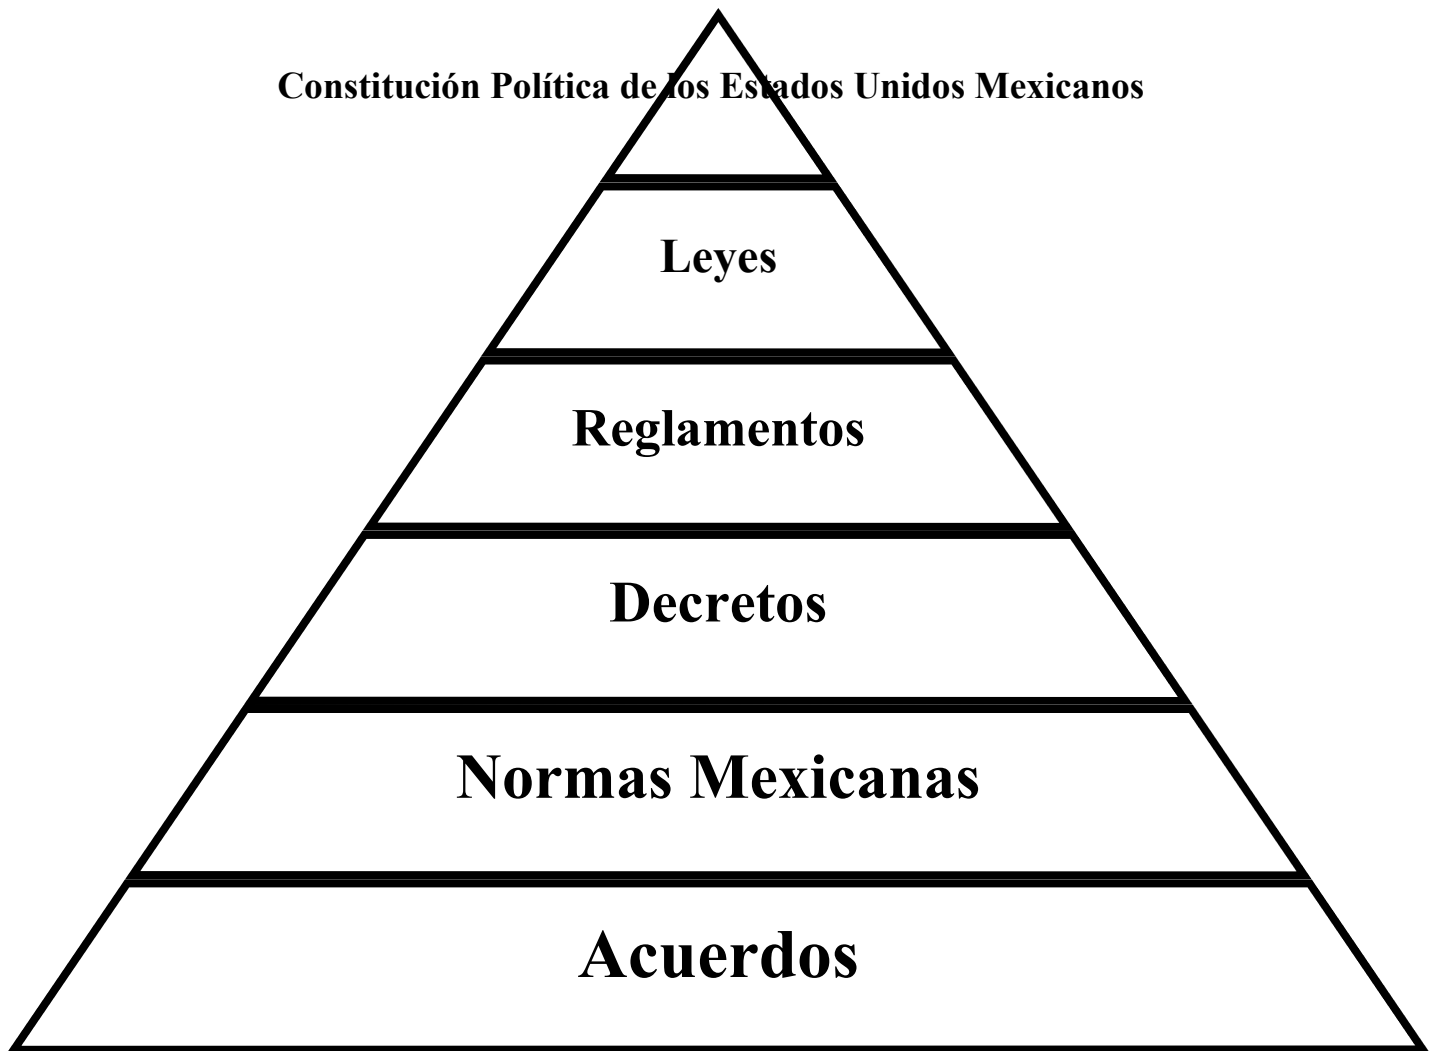 Constitución Política de los Estados Unidos Mexicanos
Leyes
Reglamentos
Decretos
Normas Mexicanas
Acuerdos